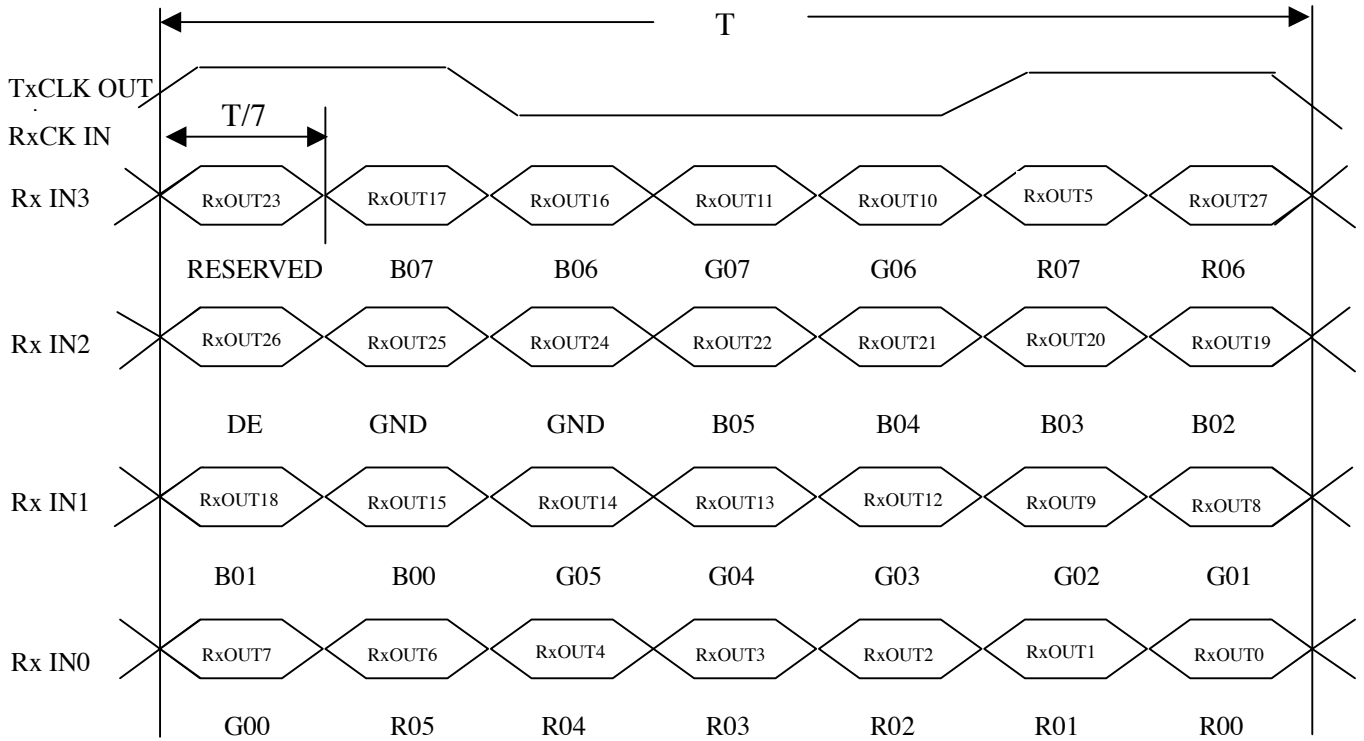 T
TxCLK OUT
T/7
RxCK IN
Rx IN3 RxOUT23 RxOUT17 RxOUT16 RxOUT11 RxOUT10 RxOUT5 RxOUT27
RESERVED B07 B06 G07 G06 R07 R06
Rx IN2 RxOUT26 RxOUT25 RxOUT24 RxOUT22 RxOUT21 RxOUT20 RxOUT19
DE GND GND B05 B04 B03 B02
Rx IN1 RxOUT18 RxOUT15 RxOUT14 RxOUT13 RxOUT12 RxOUT9 RxOUT8
B01 B00 G05 G04 G03 G02 G01
Rx IN0 RxOUT7 RxOUT6 RxOUT4 RxOUT3 RxOUT2 RxOUT1 RxOUT0
G00 R05 R04 R03 R02 R01 R00